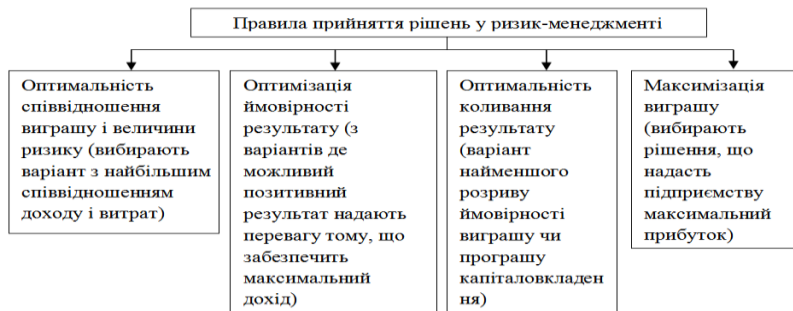 Правила прийняття рішень у ризик-менеджменті
Оптимальність
співвідношення
виграшу і величини
ризику (вибирають
варіант з найбільшим
співвідношенням
доходу і витрат)
Оптимізація
ймовірності
результату (з
варіантів де
можливий
позитивний
результат надають
перевагу тому, що
забезпечить
максимальний
дохід)
Оптимальність
коливання
результату
(варіант
найменшого
розриву
ймовірності
виграшу чи
програшу
капіталовкладен
ня)
Максимізація
виграшу
(вибирають
рішення, що
надасть
підприємству
максимальний
прибуток)